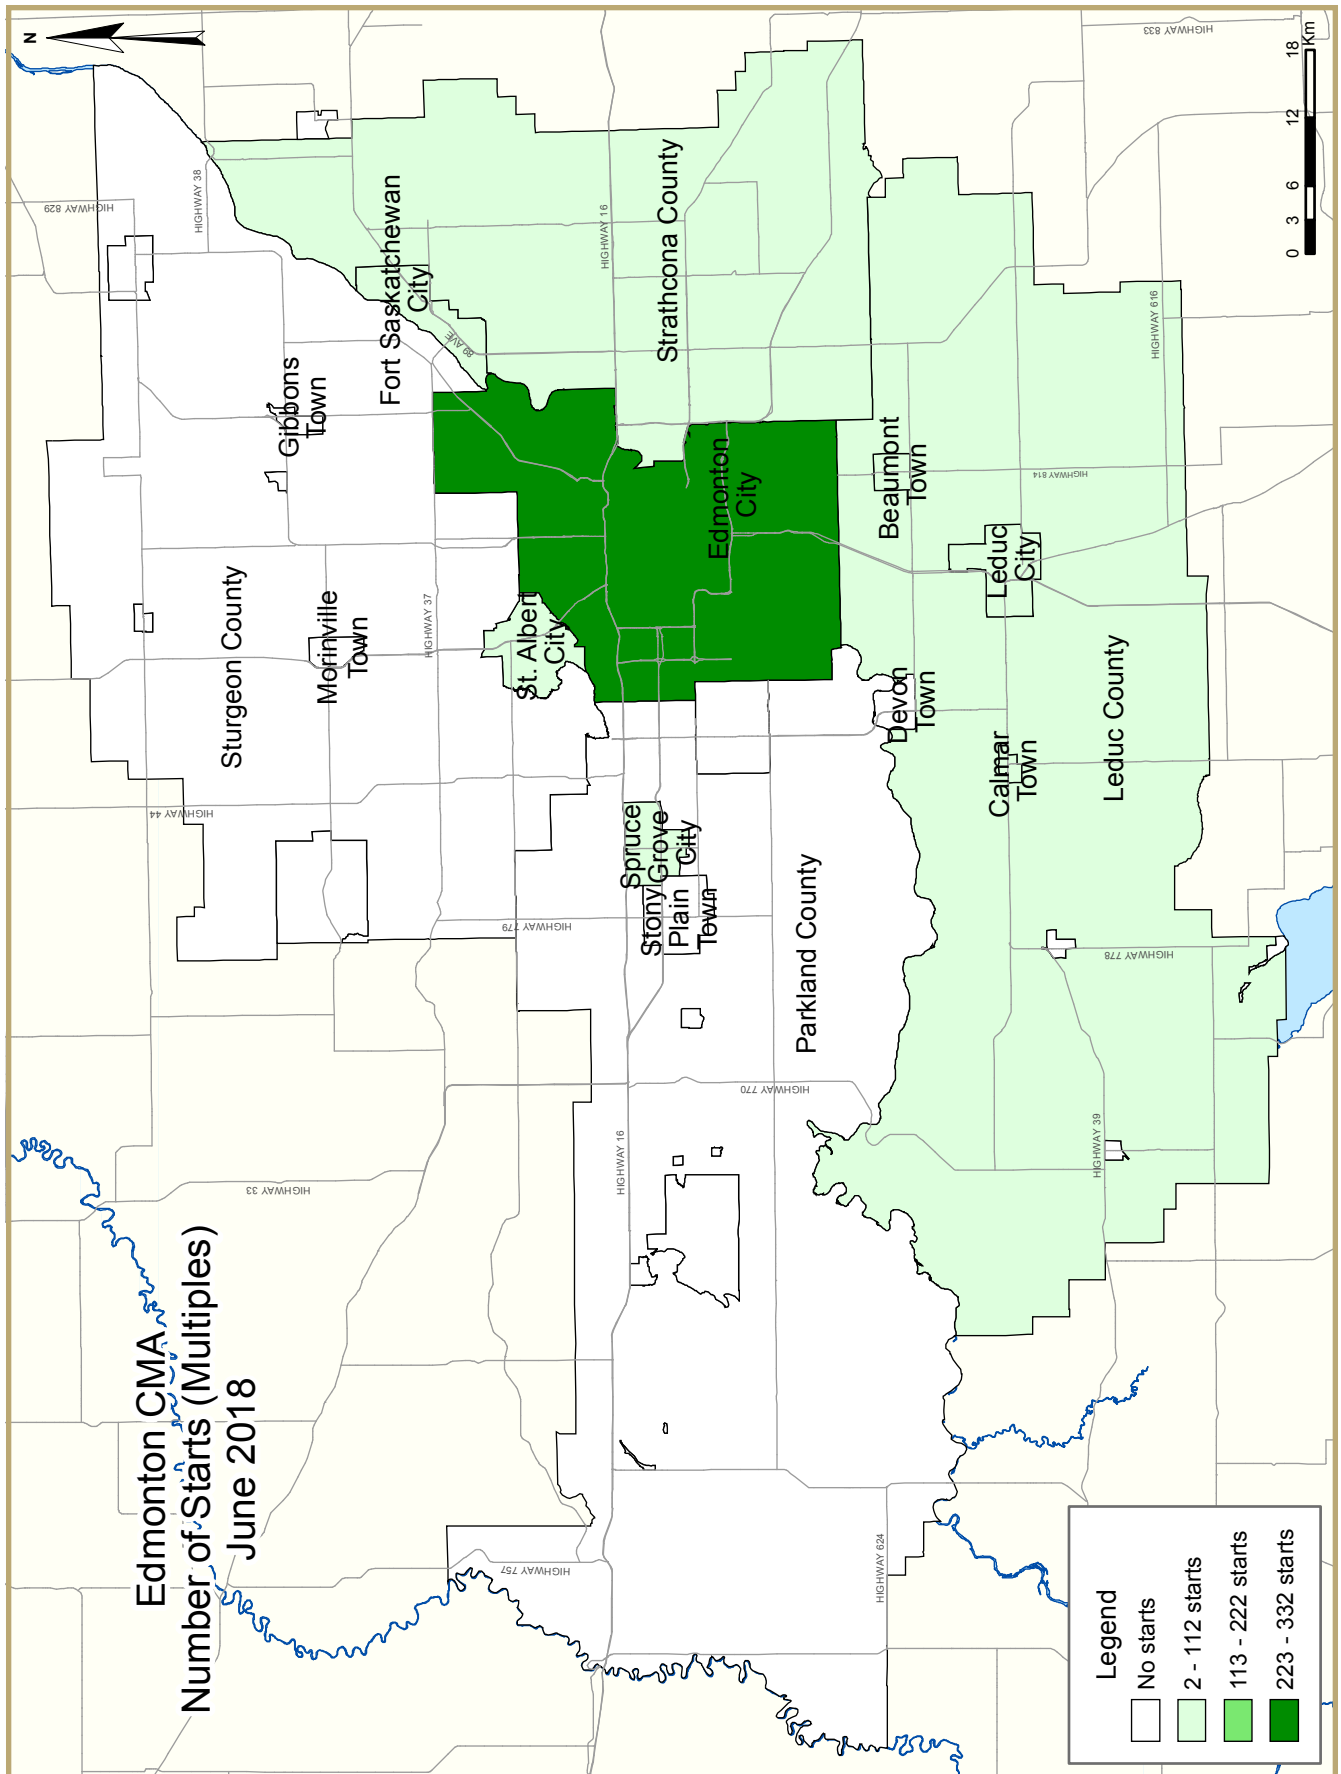 Edmonton CMA
Number of Starts (Multiples)
June 2018
N
HIGHWAY 833
HIGHWAY 829
HIGHWAY 38
HIGHWAY 44
HIGHWAY 33
HIGHWAY 37
HIGHWAY 779
HIGHWAY 757
HIGHWAY 16
HIGHWAY 16
HIGHWAY 770
HIGHWAY 624
HIGHWAY 39
HIGHWAY 778
HIGHWAY 814
HIGHWAY 616
89 AVE
Sturgeon County
Gibbons
Town
Morinville
Town
Fort Saskatchewan
City
St. Albert
City
Strathcona County
Edmonton
City
Spruce
Grove
City
Stony
Plain
Town
Parkland County
Beaumont
Town
Devon
Town
Leduc
City
Calmar
Town
Leduc County
Legend
No starts
2 - 112 starts
113 - 222 starts
223 - 332 starts
0 3 6 12 18
Km